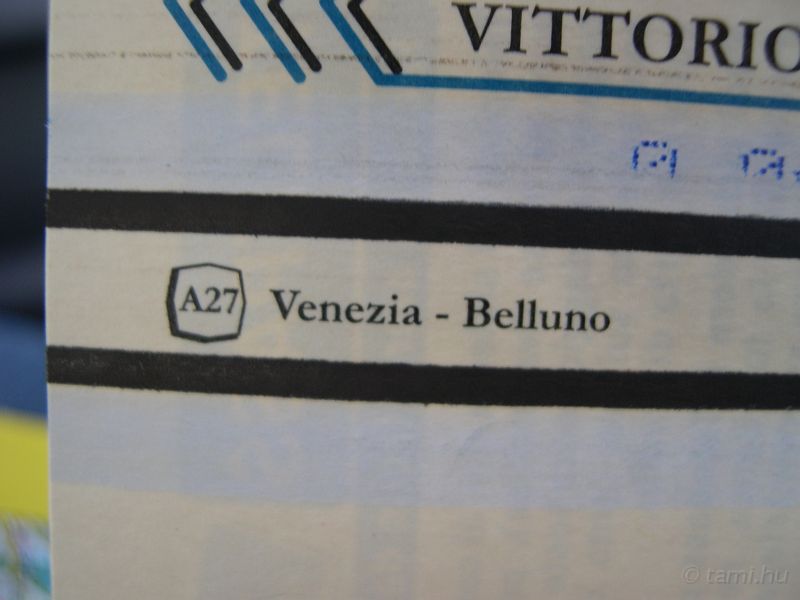 VITTORIO
A27 Venezia - Belluno
© tami.hu